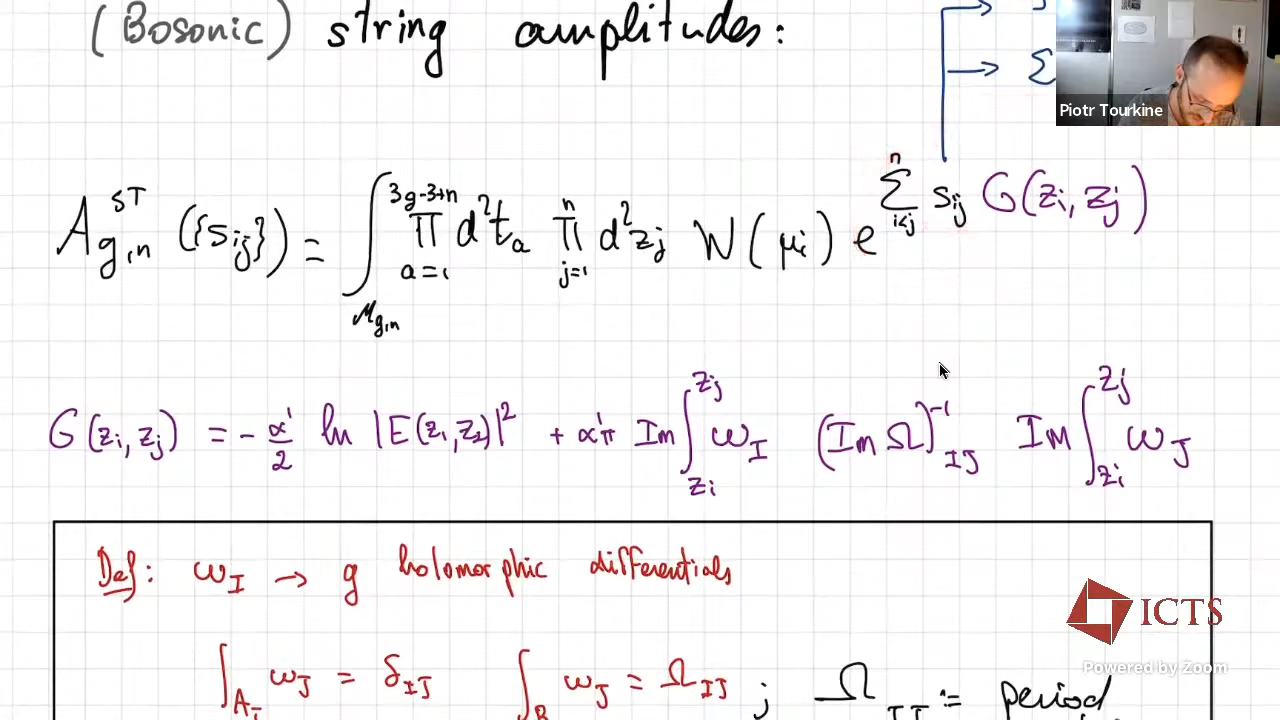 (Bosonic) string amplitudes:
→ Σ
Piotr Tourkine
A^{ST}_{g,n} ({s_{ij}}) = ∫_{M_{g,n}} ∏_{a=1}^{3g-3+n} d²t_a ∏_{j=1}^{n} d²z_j W(μ_i) e^{Σ_{i<j}^{n} s_{ij} G(z_i, z_j)}
G(z_i, z_j) = - α'/2 ln |E(z_1, z_2)|² + α'π Im ∫_{z_i}^{z_j} ω_I (Im Ω)^{-1}_{IJ} Im ∫_{z_i}^{z_j} ω_J
Def: ω_I → g holomorphic differentials
ICTS
Powered by Zoom
∫_{A_I} ω_J = δ_{IJ} ∫_B ω_J = Ω_{IJ} ; Ω_{IJ} := period